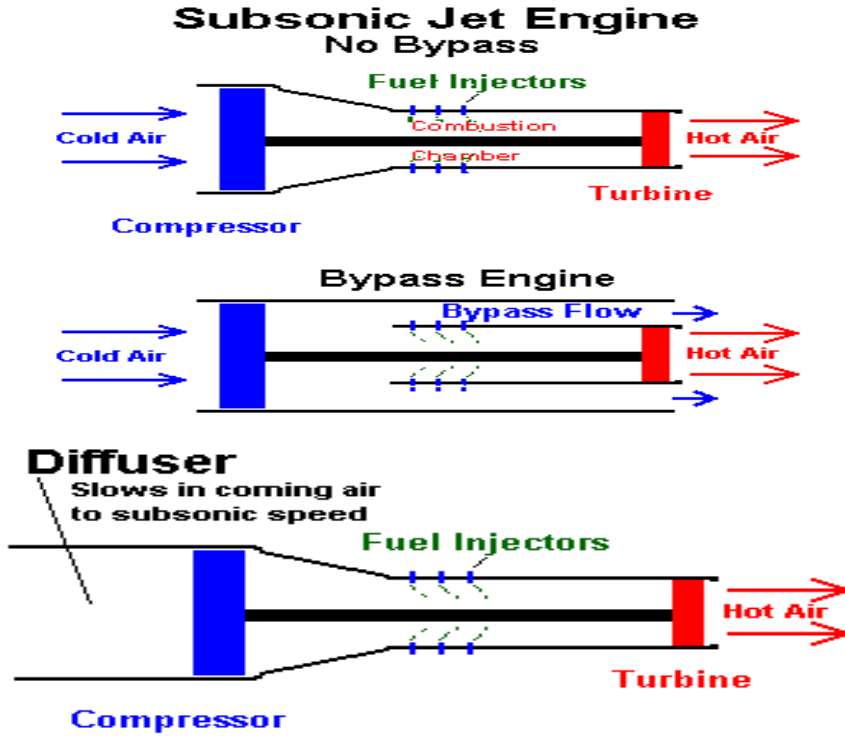 Subsonic Jet Engine
No Bypass
Fuel Injectors
Combustion
Cold Air
Hot Air
Chamber
Turbine
Compressor
Bypass Engine
Bypass Flow
Cold Air
Hot Air
Diffuser
Slows in coming air
to subsonic speed
Fuel Injectors
Hot Air
Turbine
Compressor